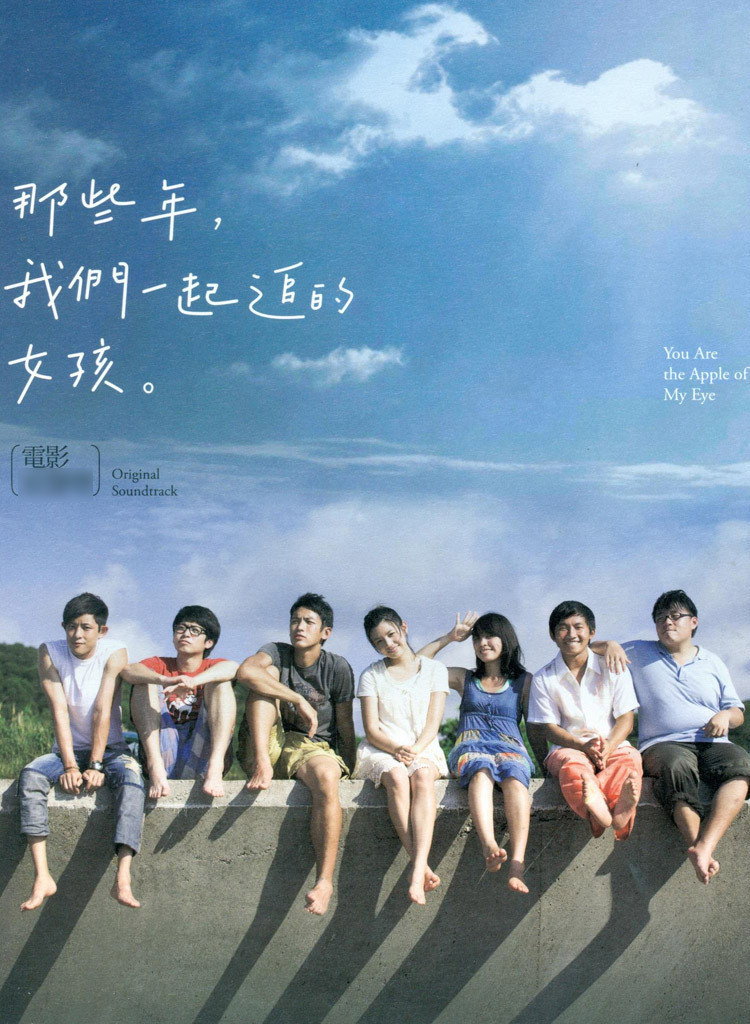 那些年，
我們一起追的
女孩。
You Are
the Apple of
My Eye
電影
Original
Soundtrack